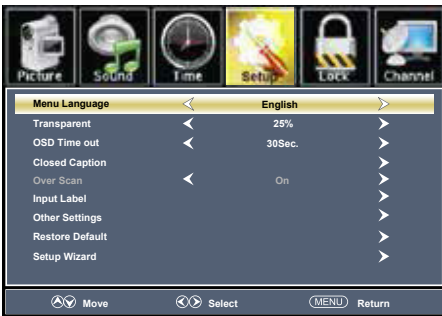 Picture Sound Time Setup Lock Channel
Menu Language English
Transparent 25%
OSD Time out 30Sec.
Closed Caption
Over Scan On
Input Label
Other Settings
Restore Default
Setup Wizard
Move Select MENU Return